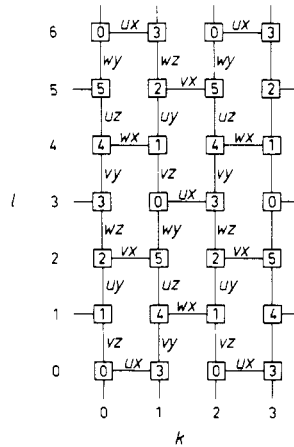 6 0 ux 3 0 ux 3
wy wz wy
5 5 2 vx 5 2
uz uy uz
4 4 wx 1 4 wx 1
vy vz vy
l 3 3 0 ux 3 0
wz wy wz
2 2 vx 5 2 vx 5
uy uz uy
1 1 4 wx 1 4
vz vy vz
0 0 ux 3 0 ux 3
0 1 2 3
k